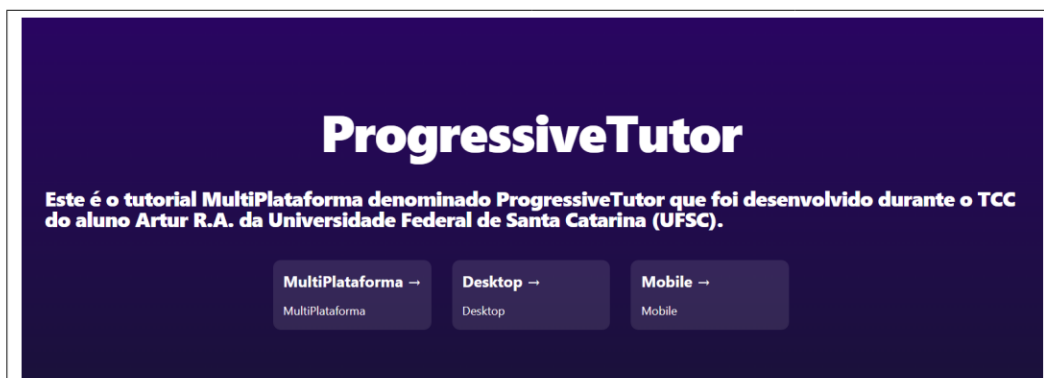 ProgressiveTutor
Este é o tutorial MultiPlataforma denominado ProgressiveTutor que foi desenvolvido durante o TCC
do aluno Artur R.A. da Universidade Federal de Santa Catarina (UFSC).
MultiPlataforma → Desktop → Mobile →
MultiPlataforma Desktop Mobile